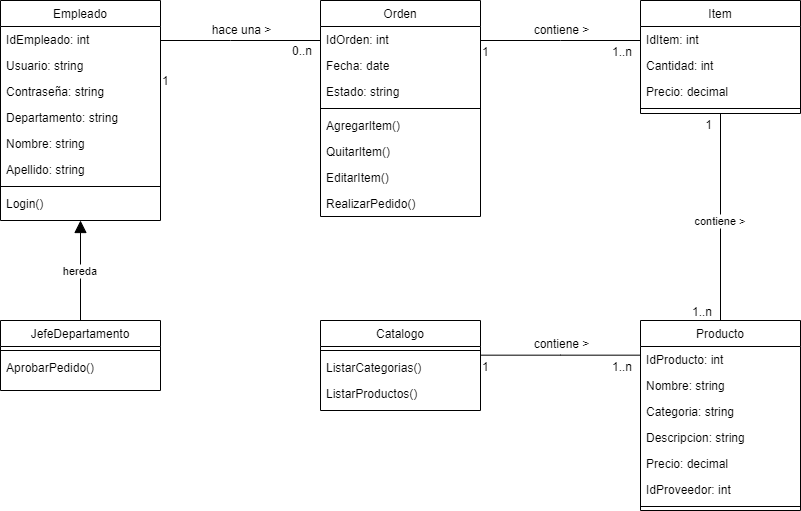 Empleado
IdEmpleado: int
Usuario: string
Contraseña: string
Departamento: string
Nombre: string
Apellido: string
Login()
hace una >
1
0..n
Orden
IdOrden: int
Fecha: date
Estado: string
AgregarItem()
QuitarItem()
EditarItem()
RealizarPedido()
contiene >
1
1..n
Item
IdItem: int
Cantidad: int
Precio: decimal
1
contiene >
1..n
hereda
JefeDepartamento
AprobarPedido()
Catalogo
ListarCategorias()
ListarProductos()
contiene >
1
1..n
Producto
IdProducto: int
Nombre: string
Categoria: string
Descripcion: string
Precio: decimal
IdProveedor: int